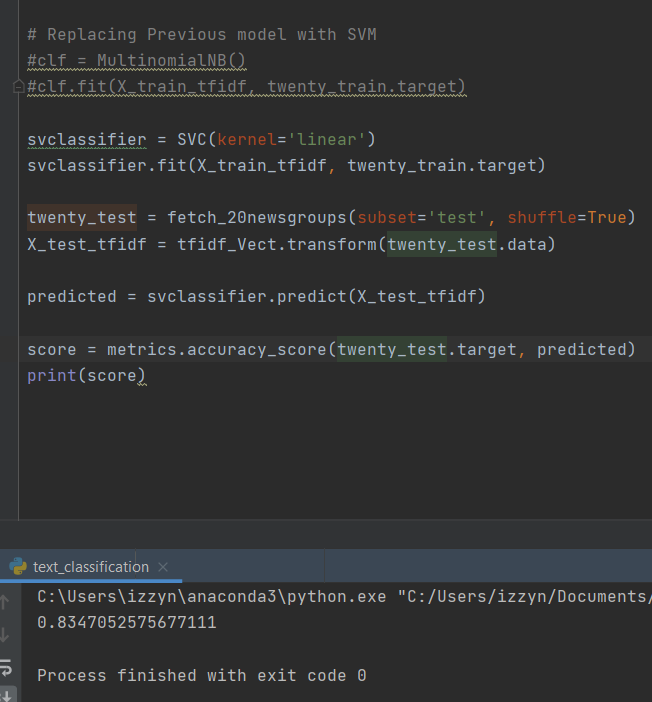 # Replacing Previous model with SVM
#clf = MultinomialNB()
#clf.fit(X_train_tfidf, twenty_train.target)
svclassifier = SVC(kernel='linear')
svclassifier.fit(X_train_tfidf, twenty_train.target)
twenty_test = fetch_20newsgroups(subset='test', shuffle=True)
X_test_tfidf = tfidf_Vect.transform(twenty_test.data)
predicted = svclassifier.predict(X_test_tfidf)
score = metrics.accuracy_score(twenty_test.target, predicted)
print(score)
text_classification
C:\Users\izzyn\anaconda3\python.exe "C:/Users/izzyn/Documents/
0.8347052575677111
Process finished with exit code 0